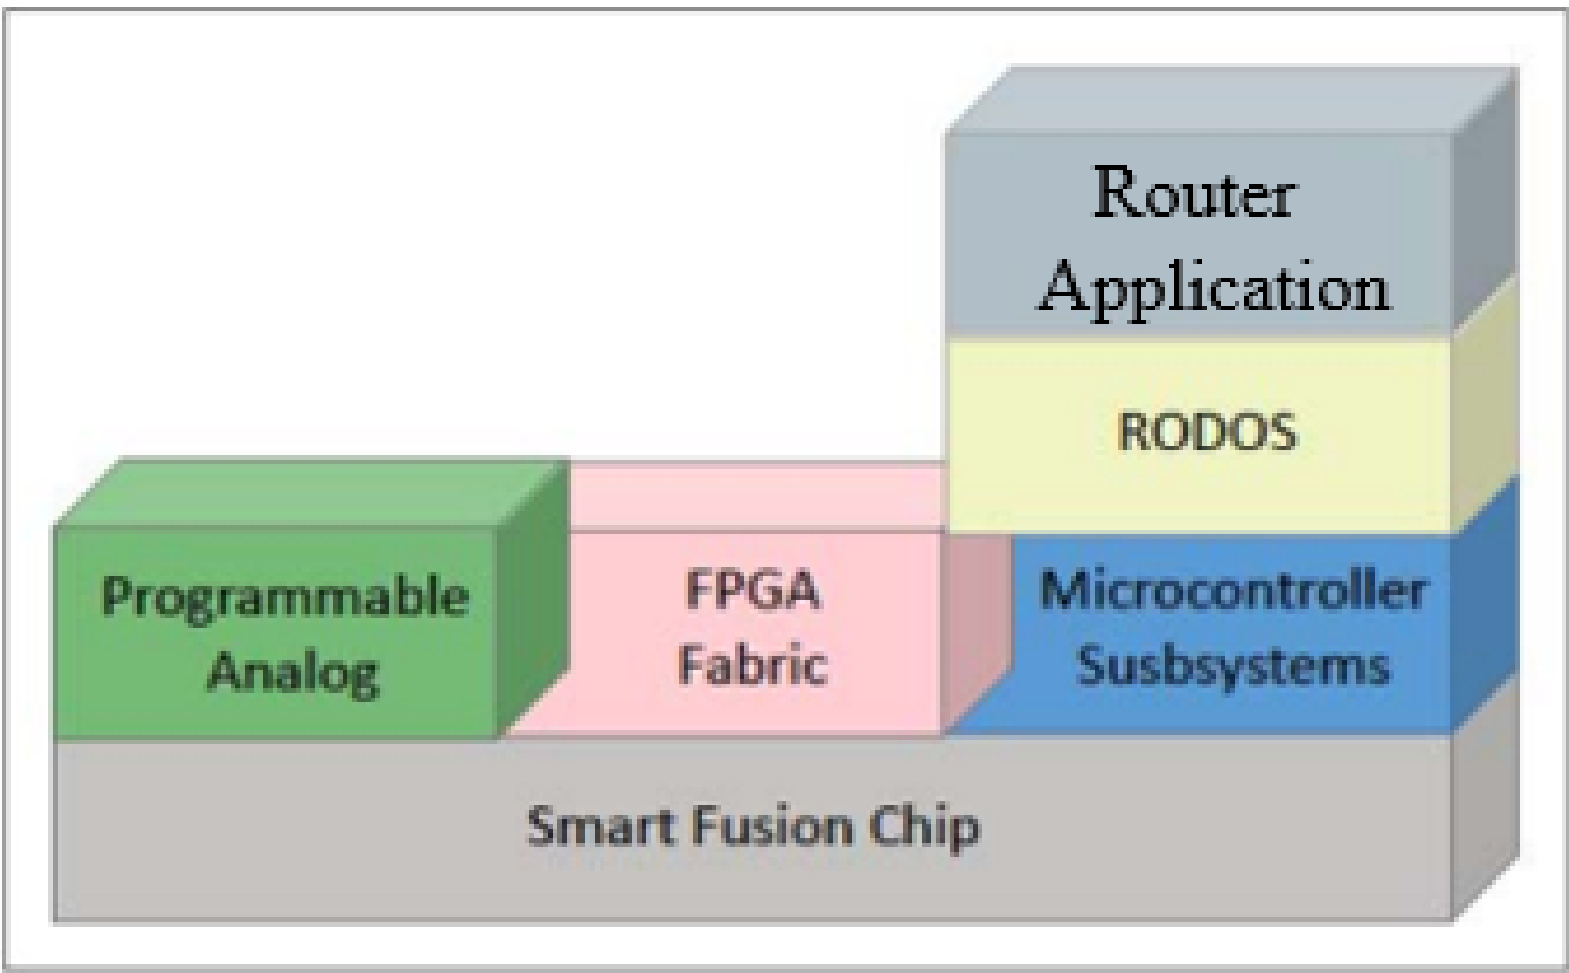 Router
Application
RODOS
Programmable
Analog
FPGA
Fabric
Microcontroller
Susbsystems
Smart Fusion Chip